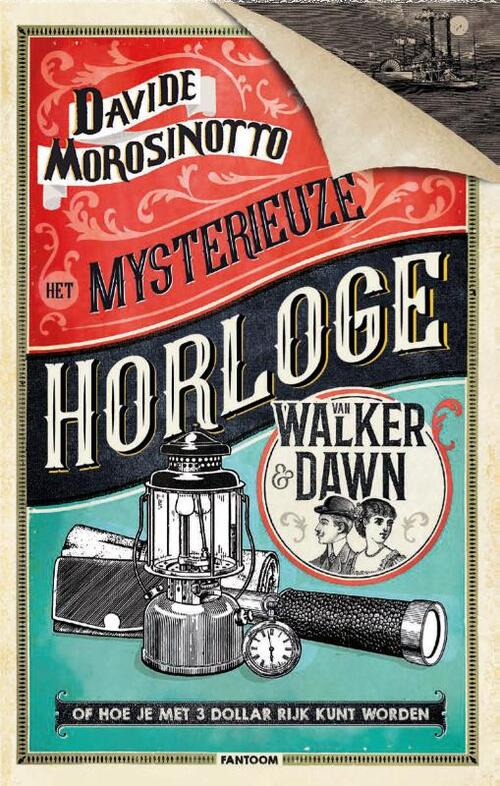 DAVIDE
MOROSINOTTO
HET MYSTERIEUZE
HORLOGE
VAN
WALKER
& DAWN
OF HOE JE MET 3 DOLLAR RIJK KUNT WORDEN
FANTOOM